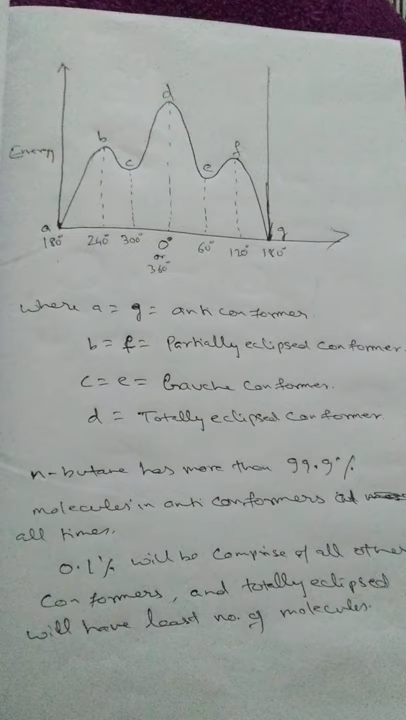 d
b
f
Energy
c
e
a
g
180° 240° 300° 0° 60° 120° 180°
or
360°
where a = g = anti conformer.
b = f = Partially eclipsed conformer.
c = e = Gauche conformer.
d = Totally eclipsed conformer.
n-butane has more than 99.9%
molecules in anti conformers at
all times.
0.1% will be comprise of all other
conformers, and totally eclipsed
will have least no. of molecules.